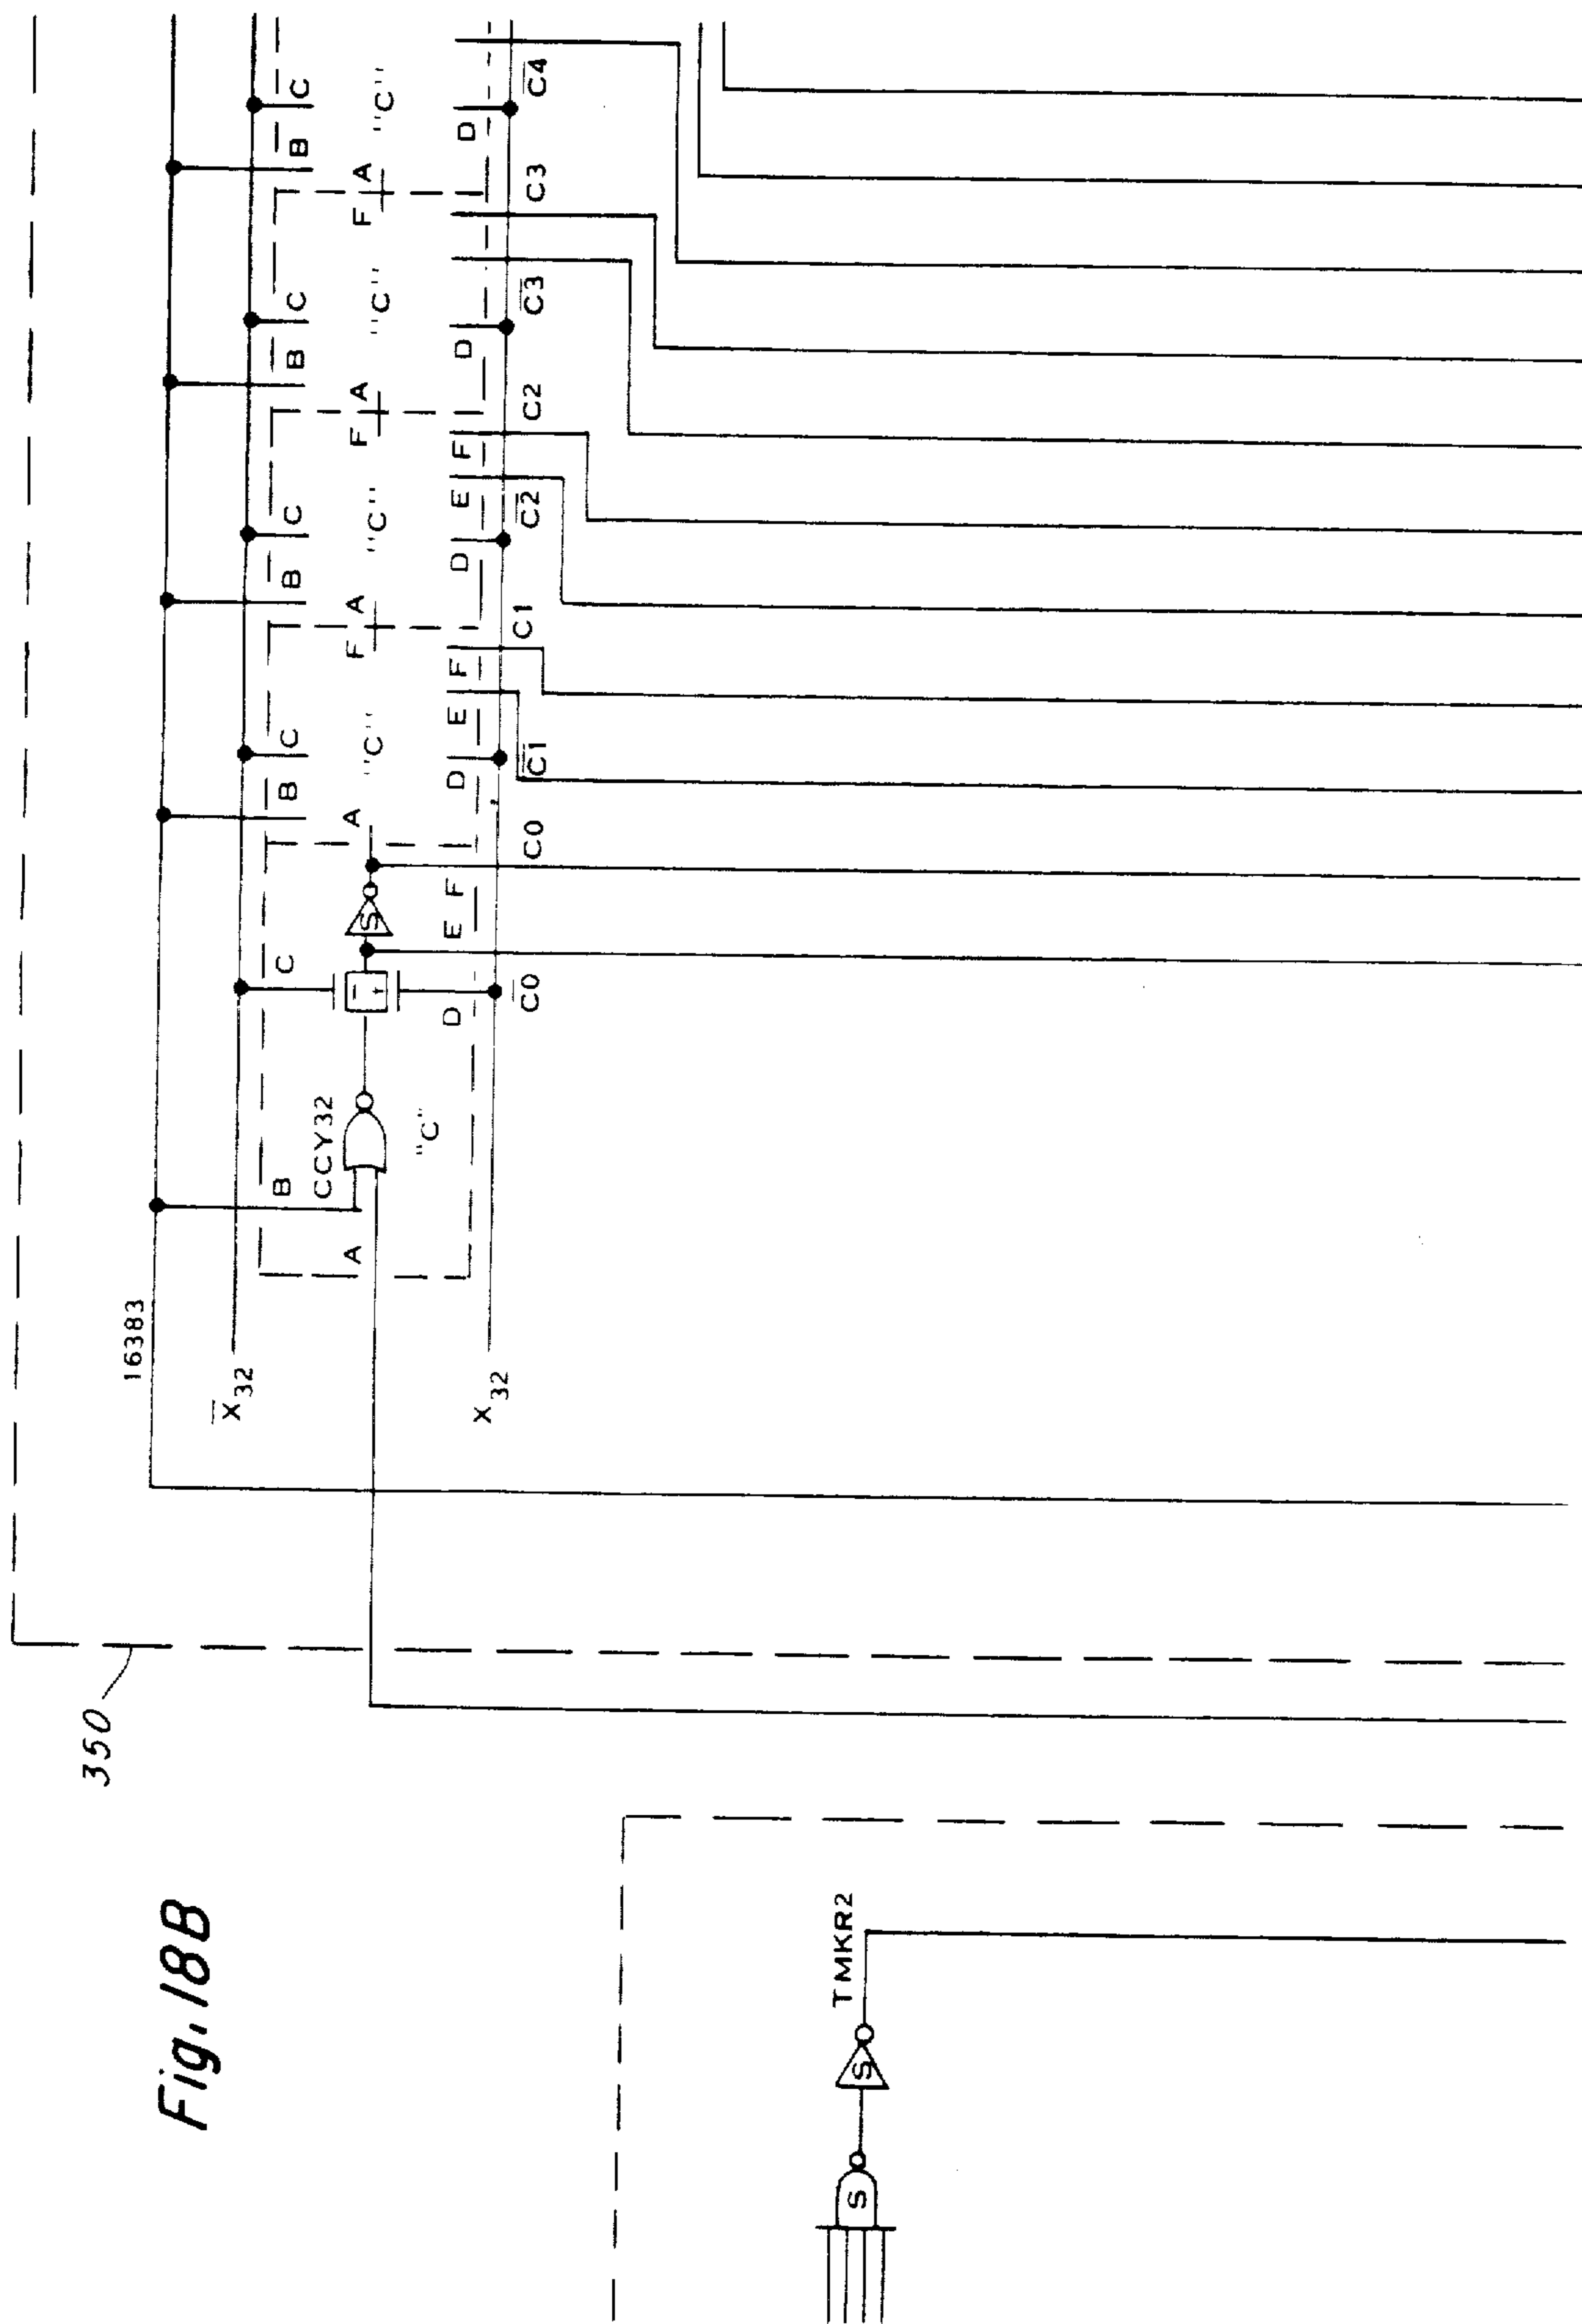 Fig. 18B
350
16383
X̅32
X32
A
B
CCY32
"C"
C
D
E F
C̅0̅
C0
A
B
C
"C"
D
E
F
F
A
C̅1
C1
B
C
"C"
D
E
F
F
A
C̅2
C2
B
C
"C"
D
F
A
C̅3
C3
B
C
"C"
D
C̅4
S
S
S
TMKR2